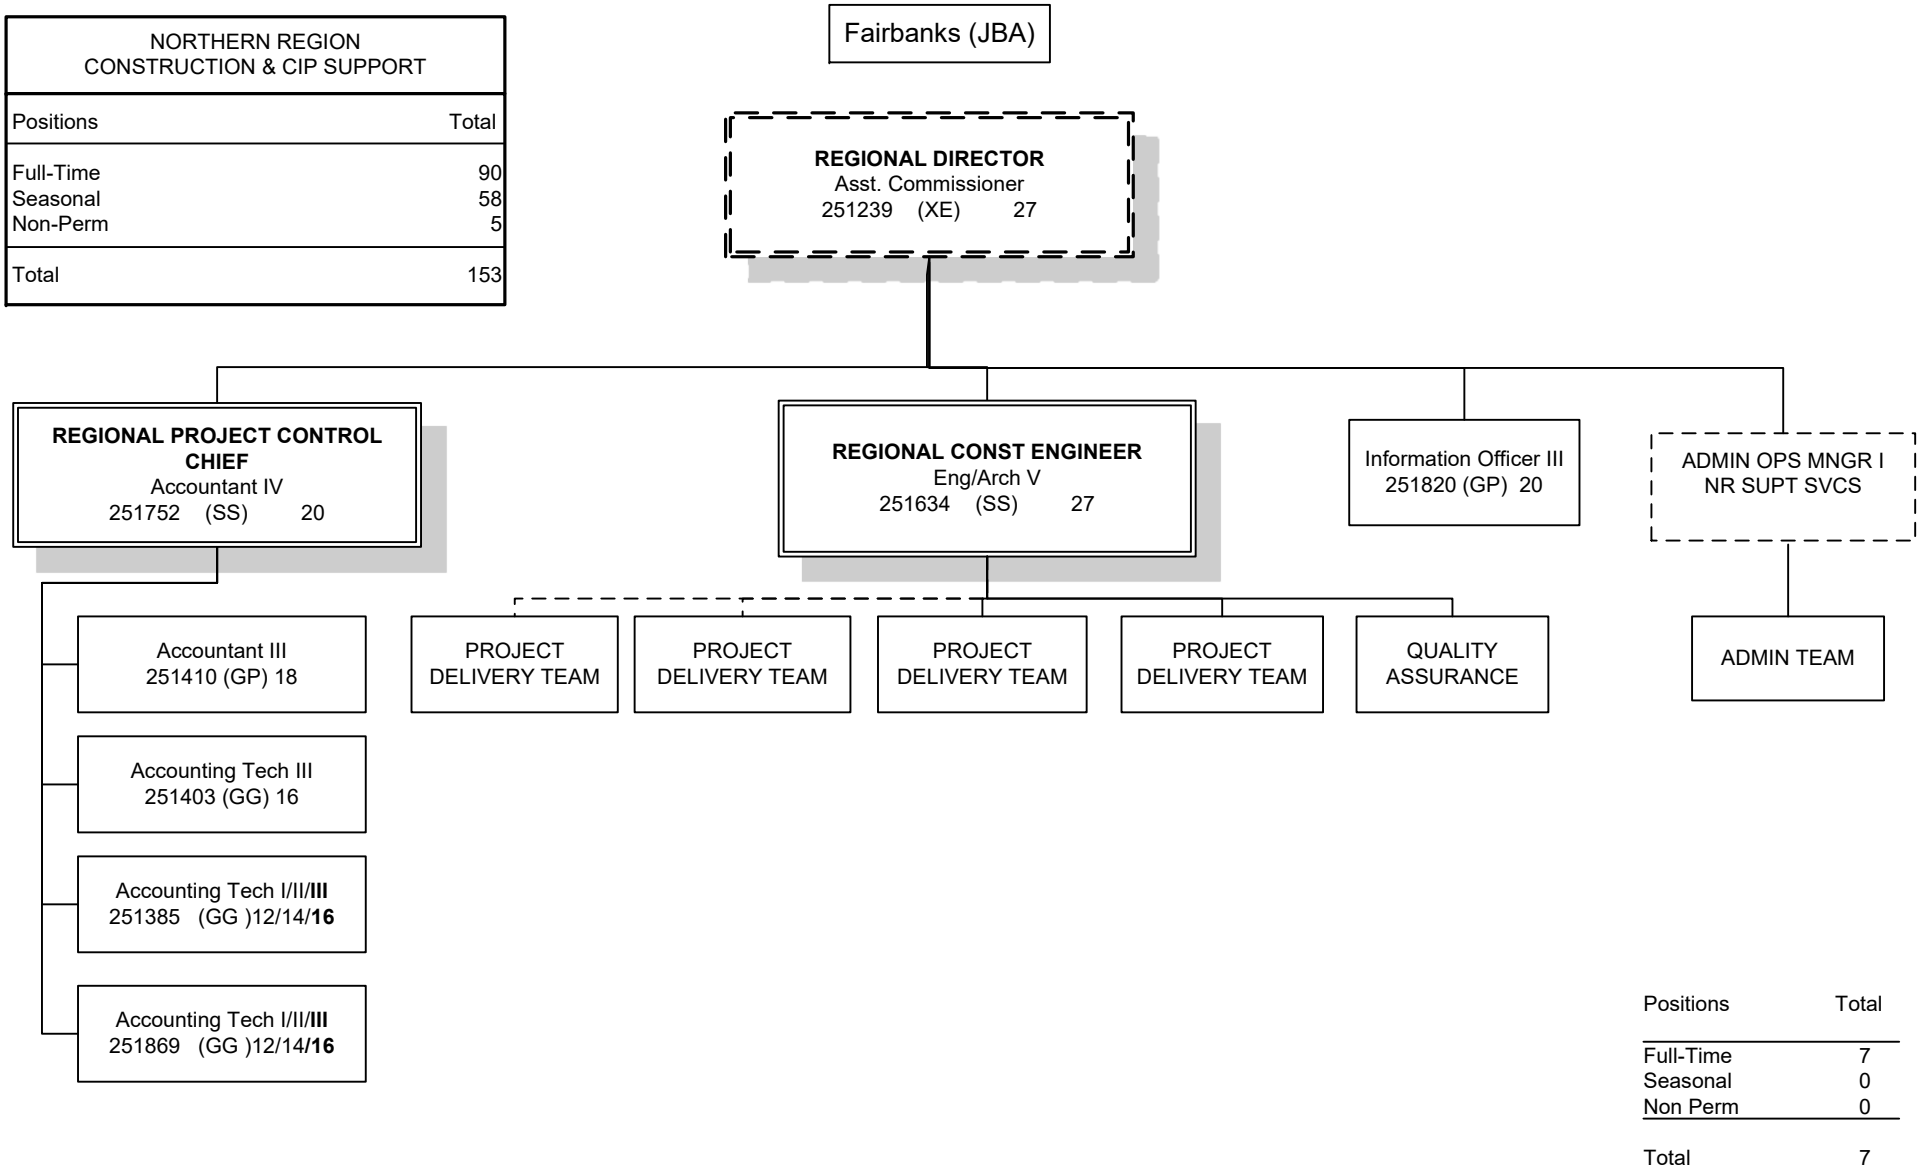 NORTHERN REGION
CONSTRUCTION & CIP SUPPORT
Positions Total
Full-Time 90
Seasonal 58
Non-Perm 5
Total 153
Fairbanks (JBA)
REGIONAL DIRECTOR
Asst. Commissioner
251239 (XE) 27
REGIONAL PROJECT CONTROL
CHIEF
Accountant IV
251752 (SS) 20
REGIONAL CONST ENGINEER
Eng/Arch V
251634 (SS) 27
Information Officer III
251820 (GP) 20
ADMIN OPS MNGR I
NR SUPT SVCS
Accountant III
251410 (GP) 18
Accounting Tech III
251403 (GG) 16
Accounting Tech I/II/III
251385 (GG )12/14/16
Accounting Tech I/II/III
251869 (GG )12/14/16
PROJECT
DELIVERY TEAM
PROJECT
DELIVERY TEAM
PROJECT
DELIVERY TEAM
PROJECT
DELIVERY TEAM
QUALITY
ASSURANCE
ADMIN TEAM
Positions Total
Full-Time 7
Seasonal 0
Non Perm 0
Total 7